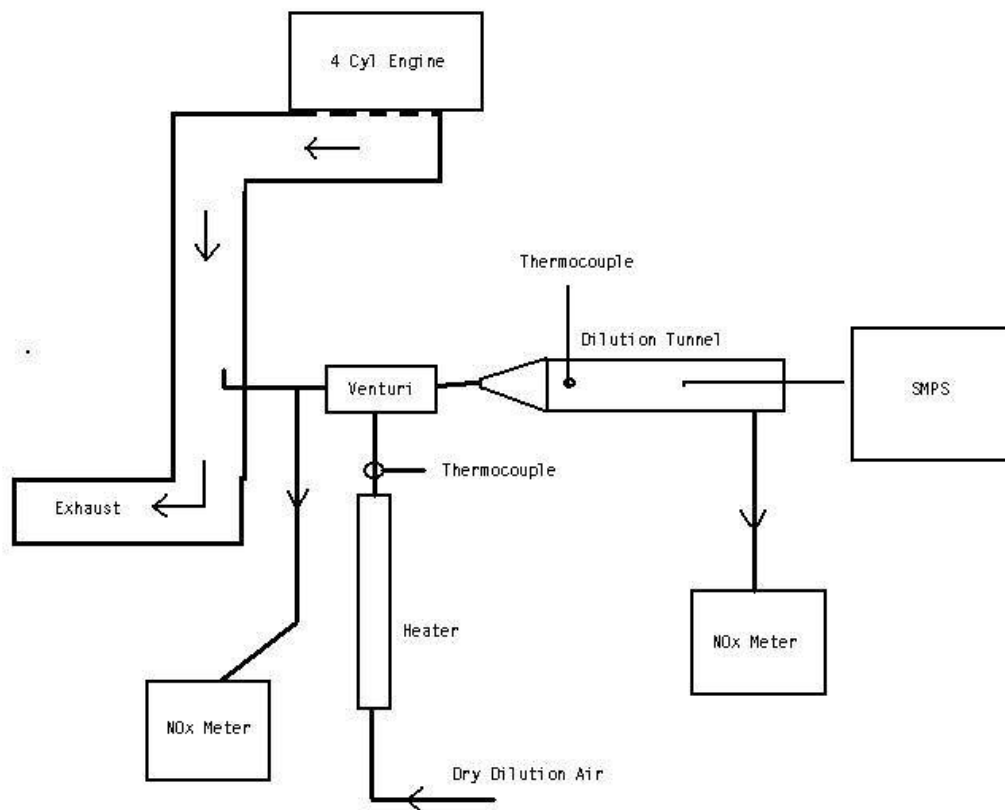 4 Cyl Engine
Thermocouple
Dilution Tunnel
Venturi
SMPS
Thermocouple
Exhaust
Heater
NOx Meter
NOx Meter
Dry Dilution Air